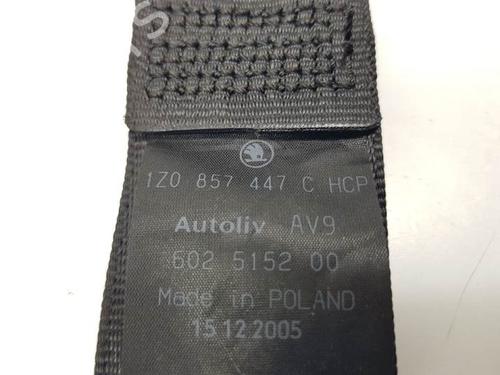 1Z0 857 447 C HCP
Autoliv AV9
602 5152 00
Made in POLAND
15.12.2005